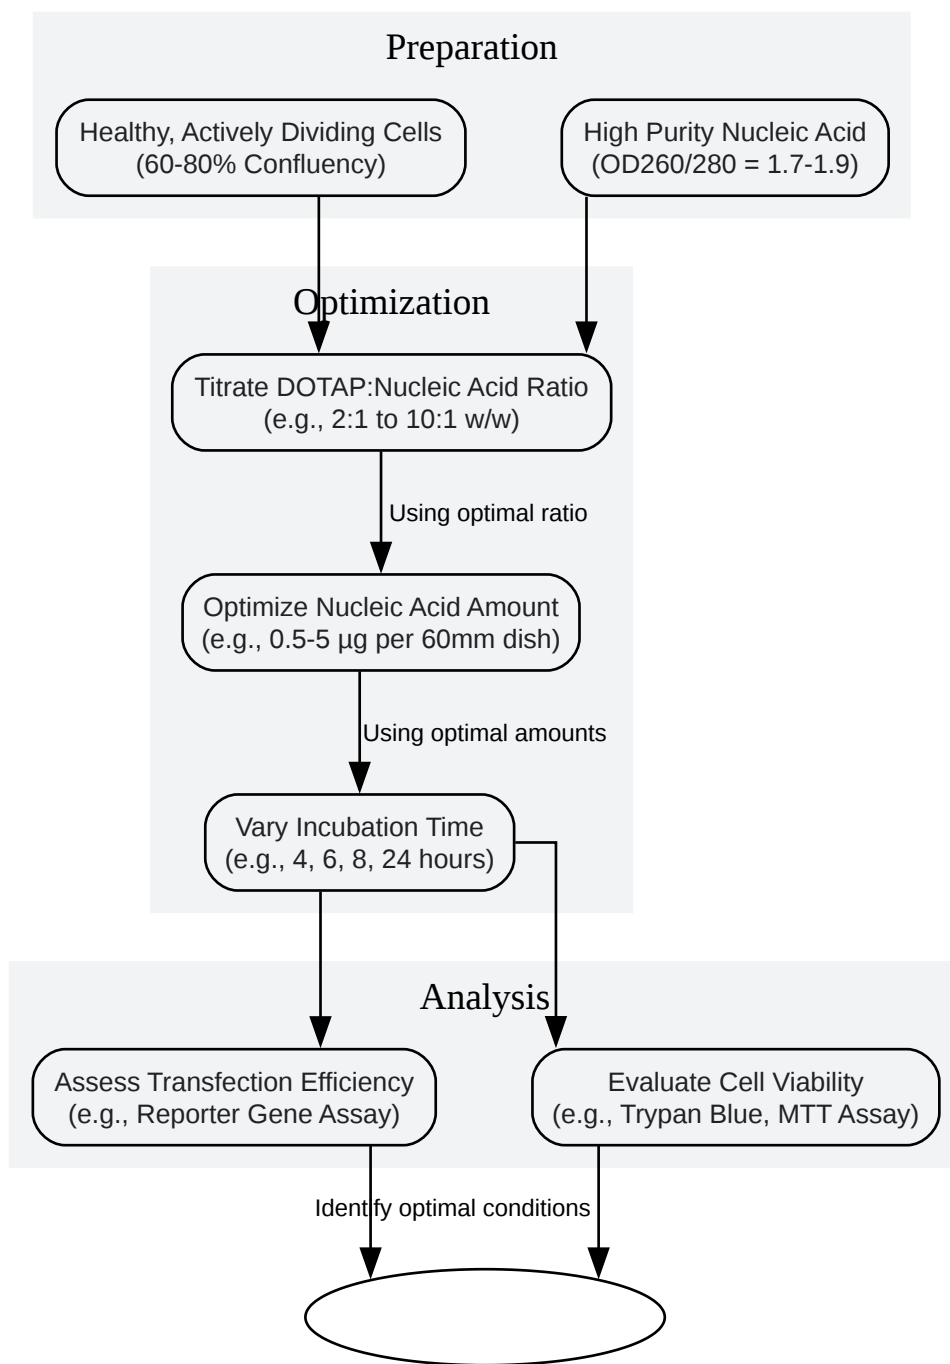 Preparation
Healthy, Actively Dividing Cells
(60-80% Confluency)
High Purity Nucleic Acid
(OD260/280 = 1.7-1.9)
Optimization
Titrate DOTAP:Nucleic Acid Ratio
(e.g., 2:1 to 10:1 w/w)
Using optimal ratio
Optimize Nucleic Acid Amount
(e.g., 0.5-5 µg per 60mm dish)
Using optimal amounts
Vary Incubation Time
(e.g., 4, 6, 8, 24 hours)
Analysis
Assess Transfection Efficiency
(e.g., Reporter Gene Assay)
Evaluate Cell Viability
(e.g., Trypan Blue, MTT Assay)
Identify optimal conditions